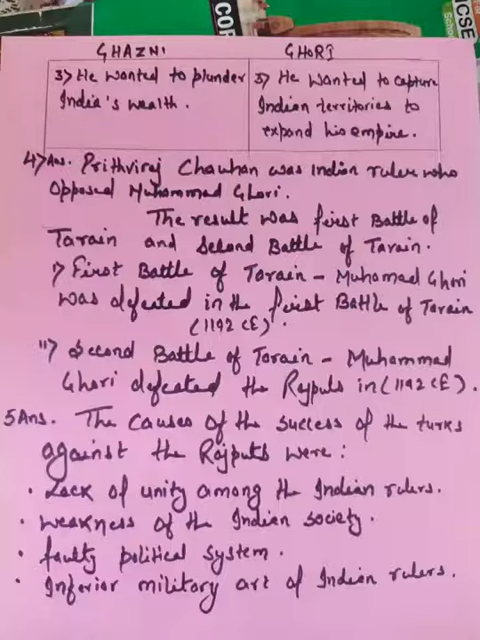 COP
ICSE
School
GHAZNI GHORI
3) He wanted to plunder India's wealth.
3) He wanted to capture Indian territories to expand his empire.
4) Ans. Prithviraj Chauhan was Indian ruler who
opposed Muhammad Ghori.
The result was first Battle of
Tarain and Second Battle of Tarain.
i) First Battle of Tarain – Muhamad Ghori
was defeated in the first Battle of Tarain
(1192 CE).
ii) Second Battle of Tarain – Muhammad
Ghori defeated the Rajputs in (1192 CE).
5 Ans. The causes of the success of the turks
against the Rajputs were :
• Lack of unity among the Indian rulers.
• weakness of the Indian society.
• faulty political system.
• Inferior military art of Indian rulers.